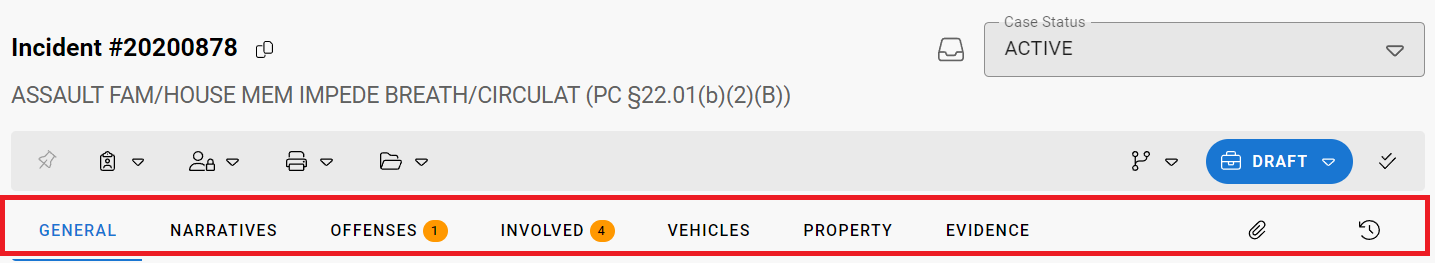 Case Status
Incident #20200878
ACTIVE
ASSAULT FAM/HOUSE MEM IMPEDE BREATH/CIRCULAT (PC §22.01(b)(2)(B))
DRAFT
GENERAL NARRATIVES OFFENSES 1 INVOLVED 4 VEHICLES PROPERTY EVIDENCE